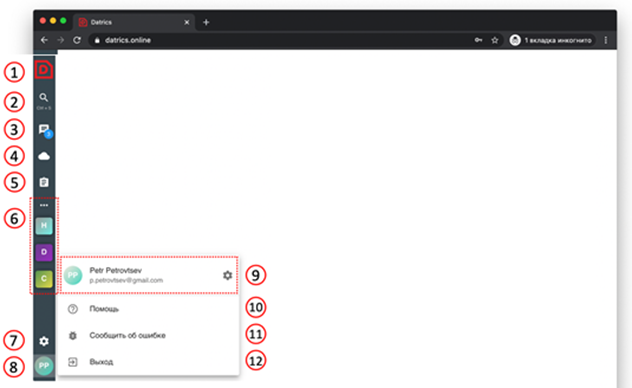 Datrics
datrics.online
1 вкладка инкогнито
1
2
3
4
5
6
H
D
C
Petr Petrovtsev
p.petrovtsev@gmail.com
PP
9
Помощь
10
Сообщить об ошибке
11
Выход
12
7
8
PP